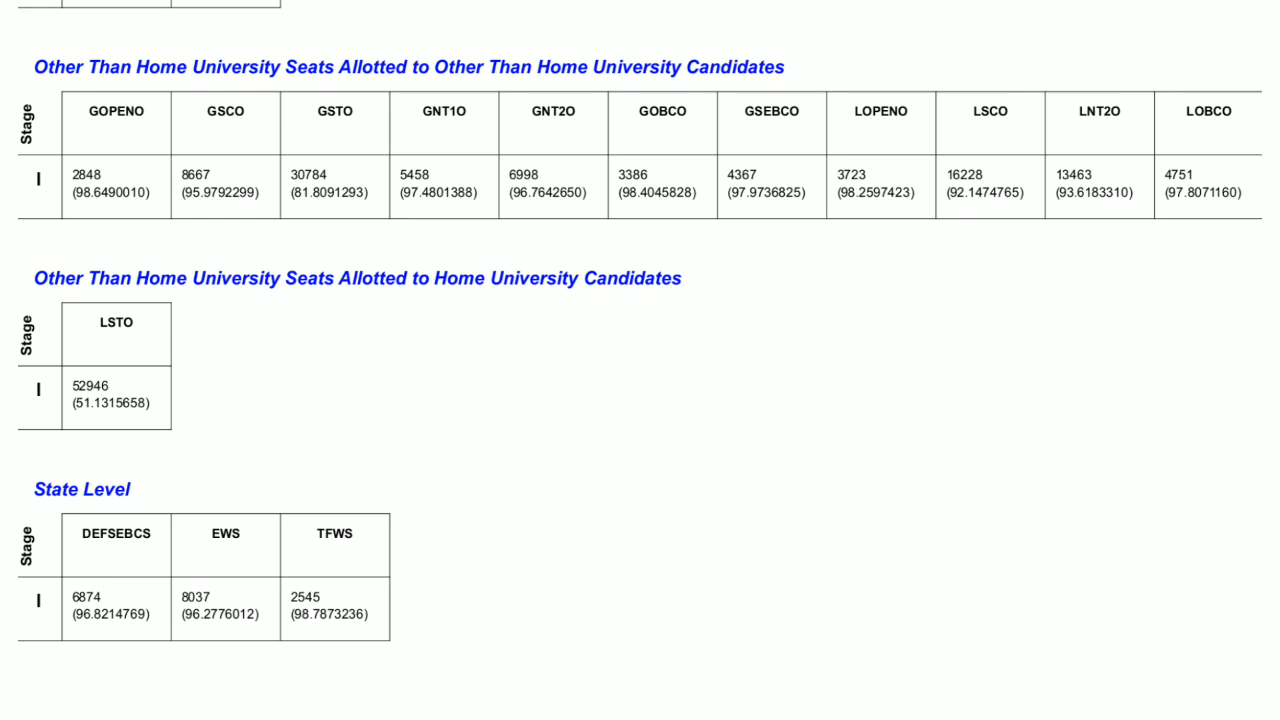 Other Than Home University Seats Allotted to Other Than Home University Candidates
Stage GOPENO GSCO GSTO GNT1O GNT2O GOBCO GSEBCO LOPENO LSCO LNT2O LOBCO
I 2848 8667 30784 5458 6998 3386 4367 3723 16228 13463 4751
(98.6490010) (95.9792299) (81.8091293) (97.4801388) (96.7642650) (98.4045828) (97.9736825) (98.2597423) (92.1474765) (93.6183310) (97.8071160)
Other Than Home University Seats Allotted to Home University Candidates
Stage LSTO
I 52946
(51.1315658)
State Level
Stage DEFSEBCS EWS TFWS
I 6874 8037 2545
(96.8214769) (96.2776012) (98.7873236)